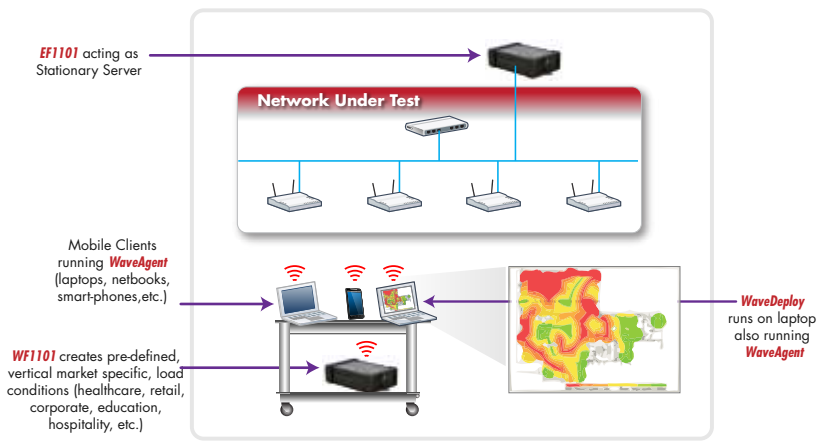 EF1101 acting as
Stationary Server
Network Under Test
Mobile Clients
running WaveAgent
(laptops, netbooks,
smart-phones,etc.)
WaveDeploy
runs on laptop
also running
WaveAgent
WF1101 creates pre-defined,
vertical market specific, load
conditions (healthcare, retail,
corporate, education,
hospitality, etc.)